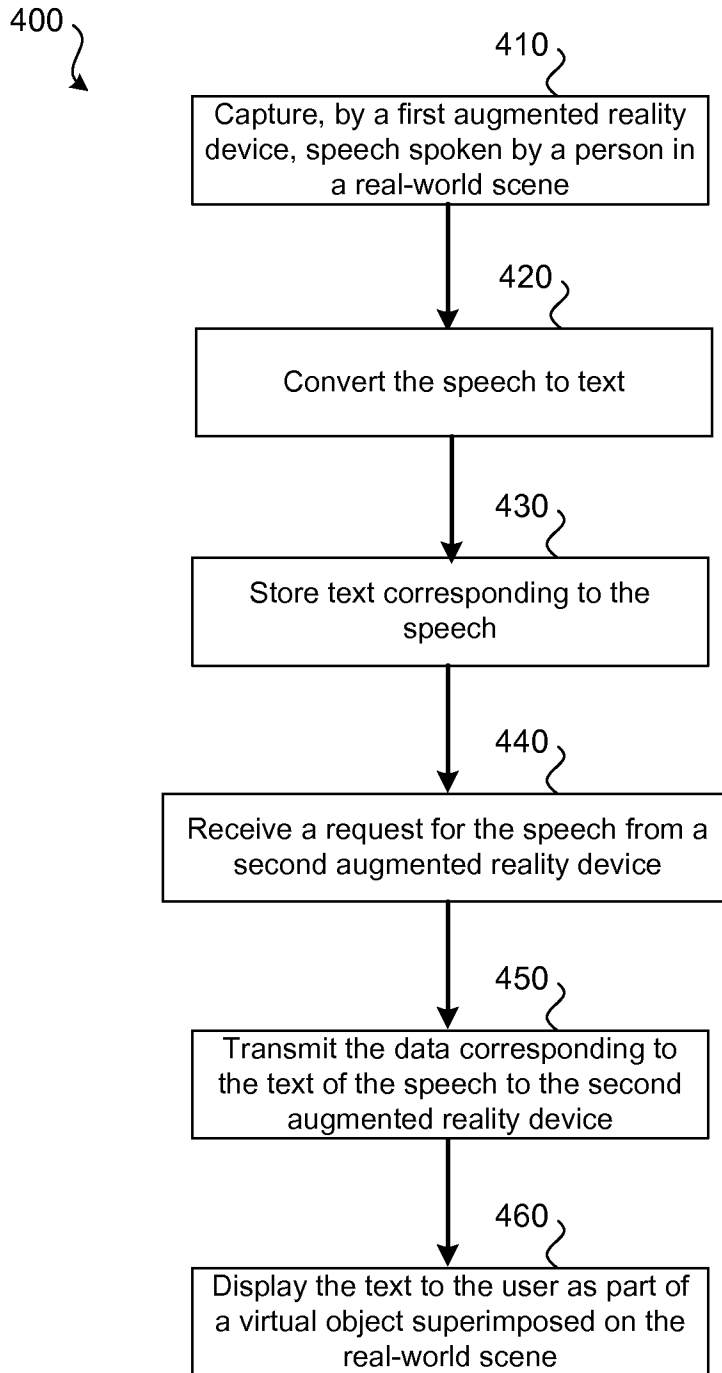 400
410
Capture, by a first augmented reality
device, speech spoken by a person in
a real-world scene
420
Convert the speech to text
430
Store text corresponding to the
speech
440
Receive a request for the speech from a
second augmented reality device
450
Transmit the data corresponding to
the text of the speech to the second
augmented reality device
460
Display the text to the user as part of
a virtual object superimposed on the
real-world scene